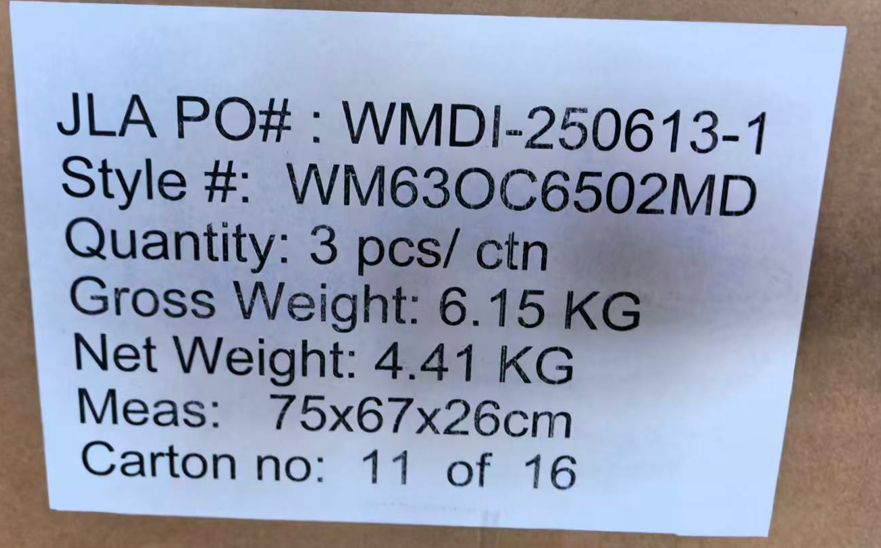 JLA PO# : WMDI-250613-1
Style #: WM63OC6502MD
Quantity: 3 pcs/ ctn
Gross Weight: 6.15 KG
Net Weight: 4.41 KG
Meas: 75x67x26cm
Carton no: 11 of 16